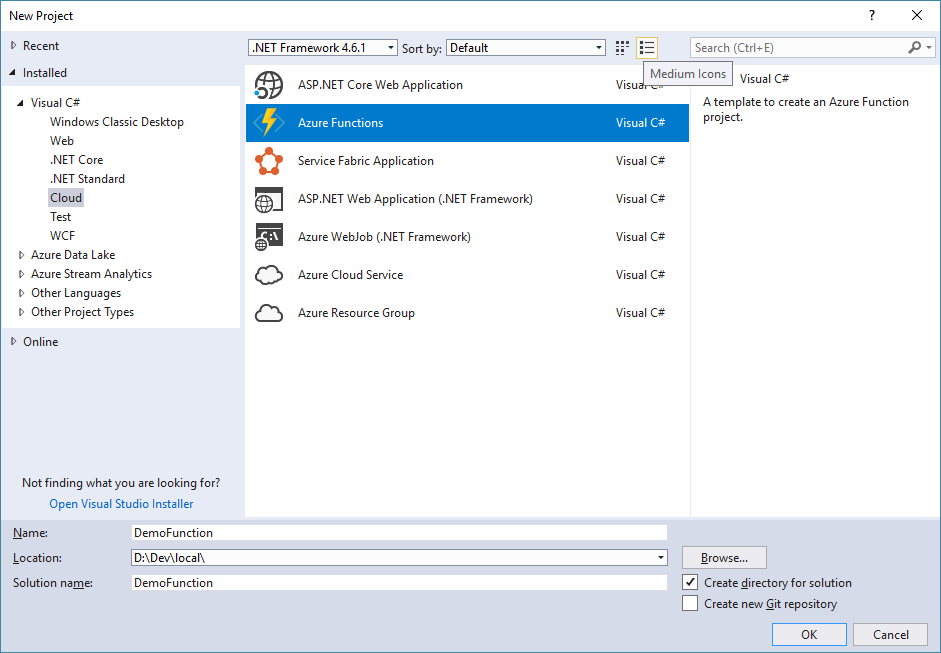 New Project
?
Recent
.NET Framework 4.6.1
Sort by:
Default
Search (Ctrl+E)
Installed
Medium Icons
Visual C#
Windows Classic Desktop
Web
.NET Core
.NET Standard
Cloud
Test
WCF
Azure Data Lake
Azure Stream Analytics
Other Languages
Other Project Types
Online
Not finding what you are looking for?
Open Visual Studio Installer
ASP.NET Core Web Application Visual C#
Azure Functions Visual C#
Service Fabric Application Visual C#
ASP.NET Web Application (.NET Framework) Visual C#
Azure WebJob (.NET Framework) Visual C#
Azure Cloud Service Visual C#
Azure Resource Group Visual C#
Visual C#
A template to create an Azure Function
project.
Name: DemoFunction
Location: D:\Dev\local\
Browse...
Solution name: DemoFunction
Create directory for solution
Create new Git repository
OK
Cancel